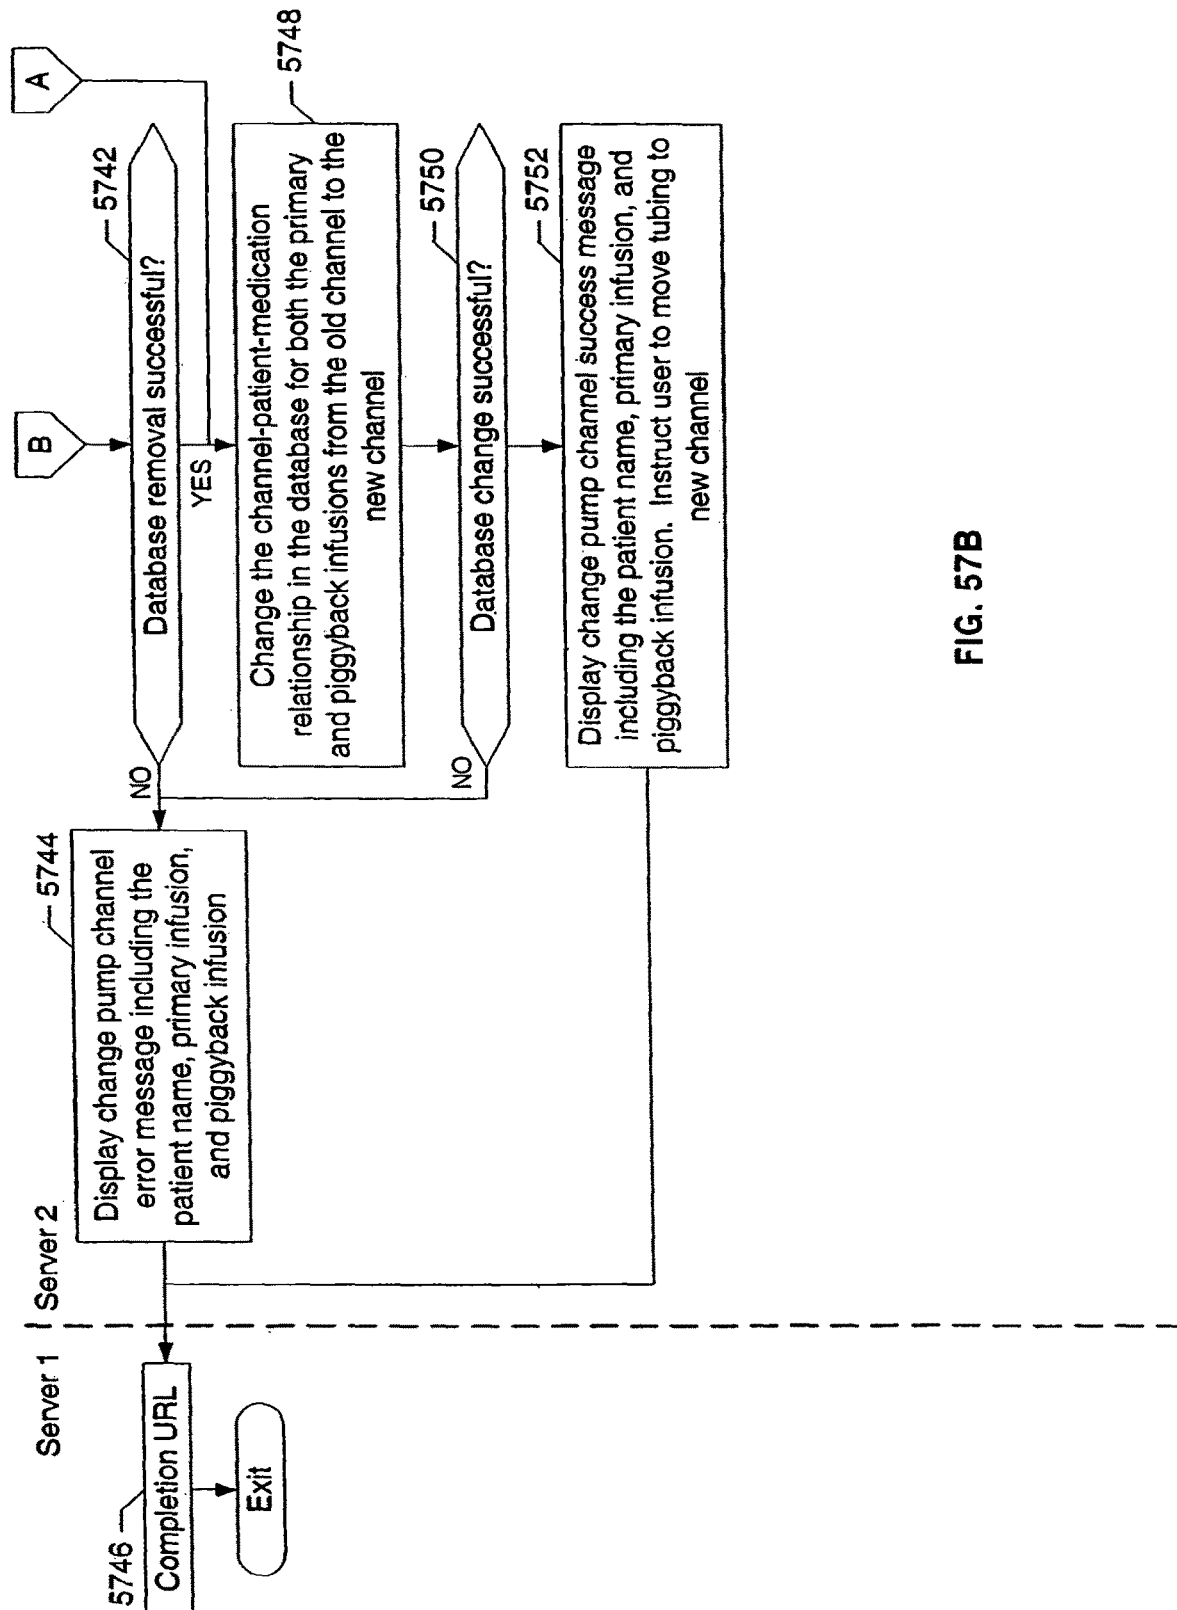 Server 1
Server 2
A
B
5742
Database removal successful?
YES
NO
5744
Display change pump channel
error message including the
patient name, primary infusion,
and piggyback infusion
5746
Completion URL
Exit
5748
Change the channel-patient-medication
relationship in the database for both the primary
and piggyback infusions from the old channel to the
new channel
5750
Database change successful?
NO
5752
Display change pump channel success message
including the patient name, primary infusion, and
piggyback infusion. Instruct user to move tubing to
new channel
FIG. 57B